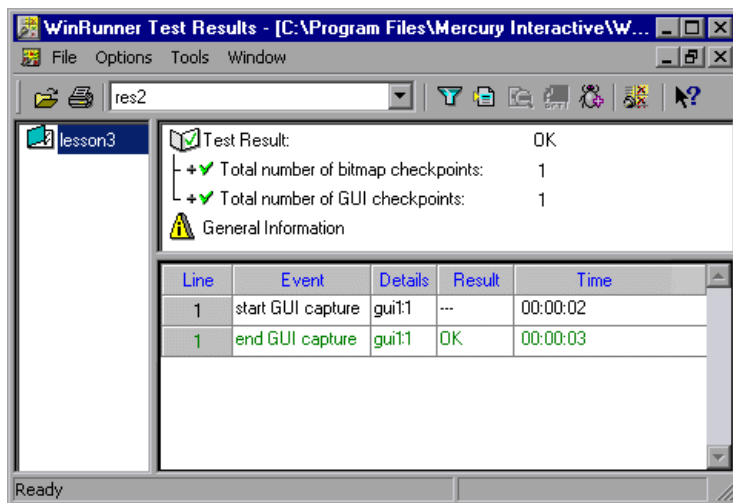 WinRunner Test Results - [C:\Program Files\Mercury Interactive\W...
File Options Tools Window
res2
lesson3
Test Result: OK
Total number of bitmap checkpoints: 1
Total number of GUI checkpoints: 1
General Information
Line Event Details Result Time
1 start GUI capture gui1:1 --- 00:00:02
1 end GUI capture gui1:1 OK 00:00:03
Ready